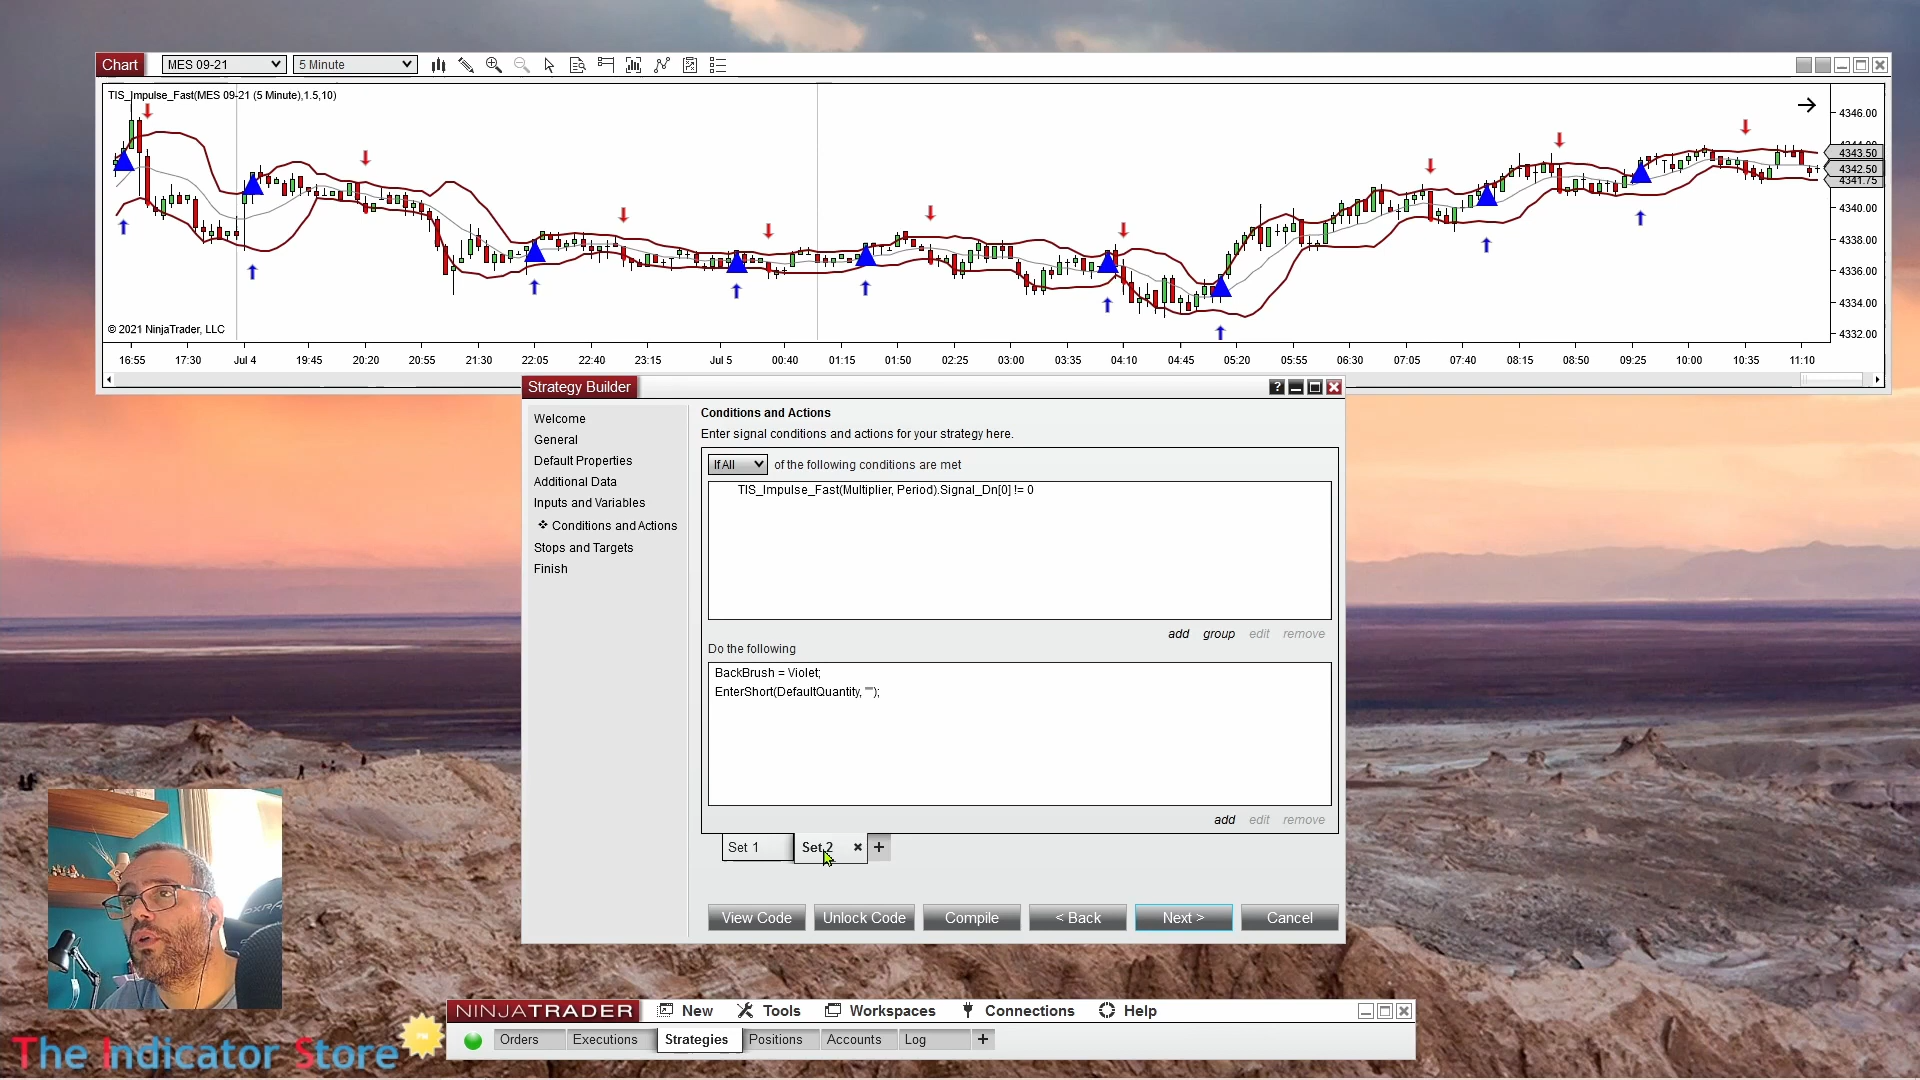 Chart
MES 09-21
5 Minute
TIS_Impulse_Fast(MES 09-21 (5 Minute),1.5,10)
4346.00
4343.50
4342.50
4341.75
4340.00
4338.00
4336.00
4334.00
4332.00
© 2021 NinjaTrader, LLC
16:55 17:30 Jul 4 19:45 20:20 20:55 21:30 22:05 22:40 23:15 Jul 5 00:40 01:15 01:50 02:25 03:00 03:35 04:10 04:45 05:20 05:55 06:30 07:05 07:40 08:15 08:50 09:25 10:00 10:35 11:10
Strategy Builder
?
Welcome
General
Default Properties
Additional Data
Inputs and Variables
Conditions and Actions
Stops and Targets
Finish
Conditions and Actions
Enter signal conditions and actions for your strategy here.
If All of the following conditions are met
TIS_Impulse_Fast(Multiplier, Period).Signal_Dn[0] != 0
add group edit remove
Do the following
BackBrush = Violet;
EnterShort(DefaultQuantity, "");
add edit remove
Set 1 Set 2 × +
View Code Unlock Code Compile < Back Next > Cancel
NINJATRADER New Tools Workspaces Connections Help
Orders Executions Strategies Positions Accounts Log +
The Indicator Store